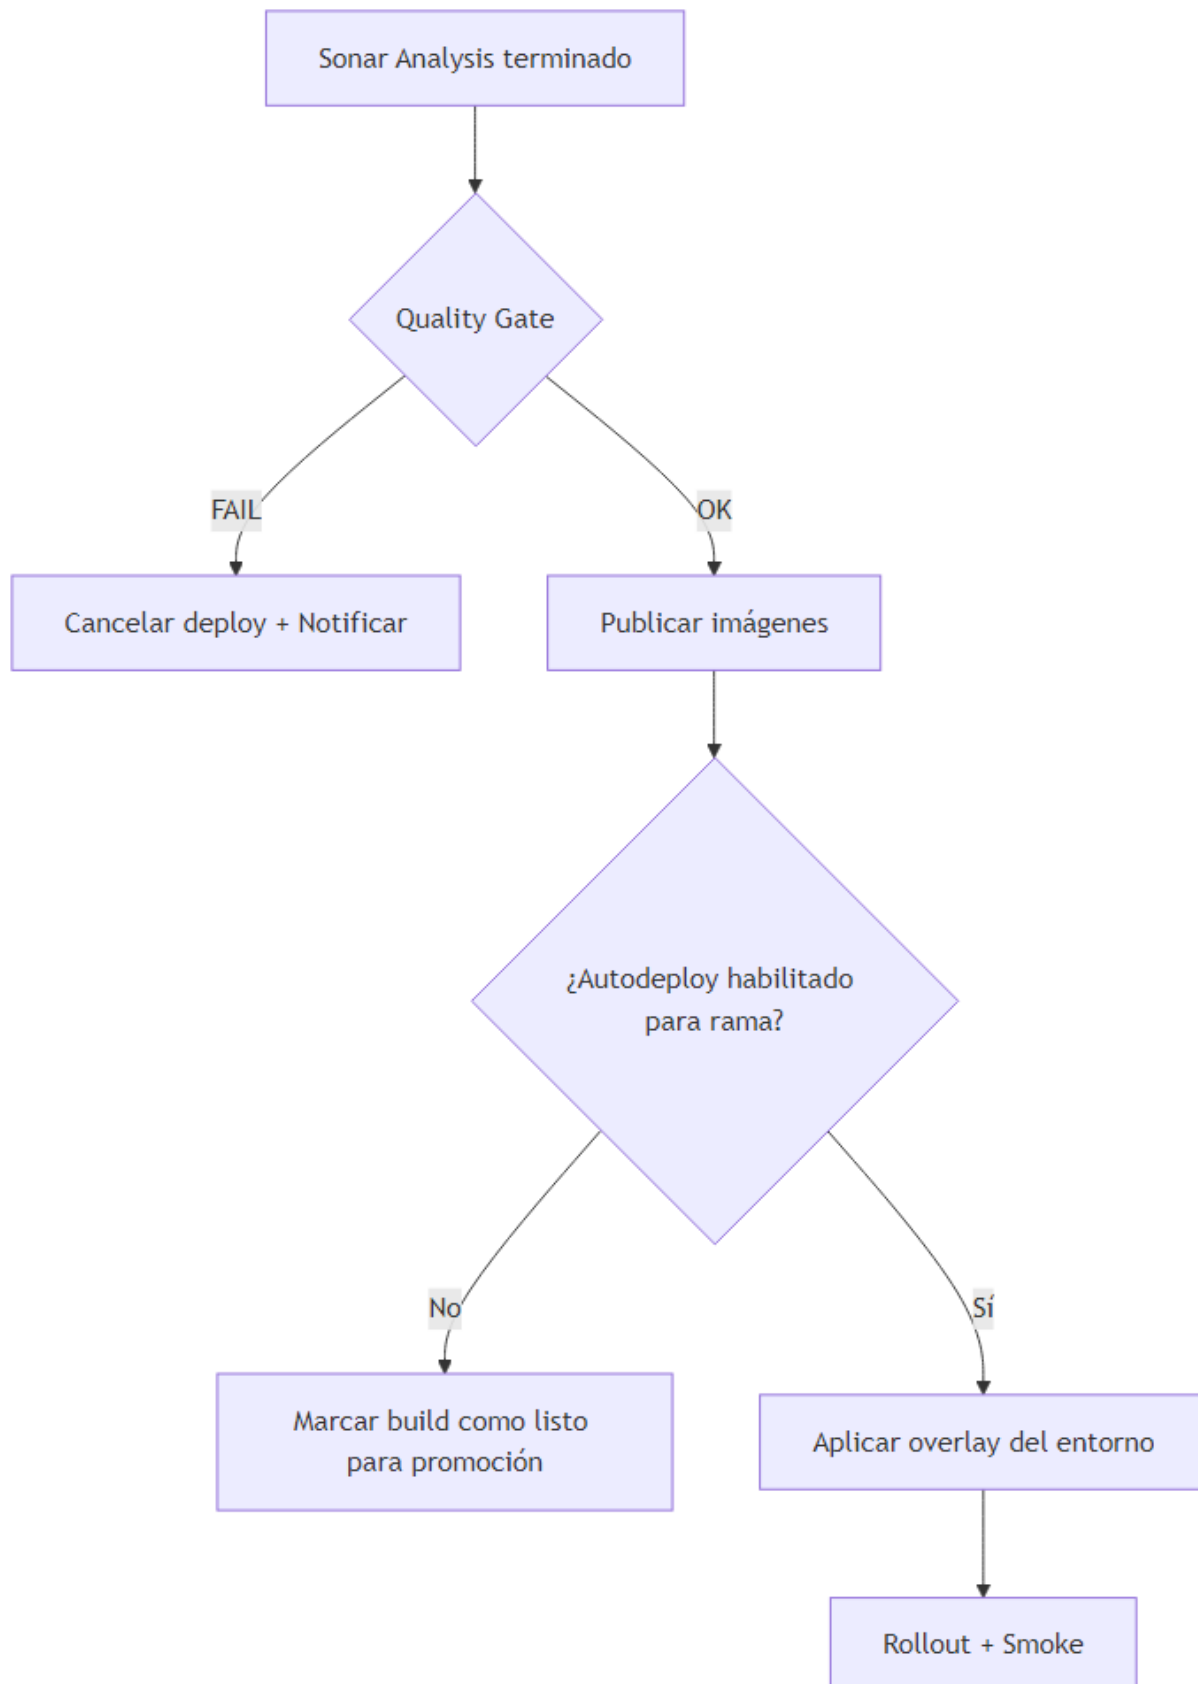 Sonar Analysis terminado
Quality Gate
FAIL
OK
Cancelar deploy + Notificar
Publicar imágenes
¿Autodeploy habilitado
para rama?
No
Sí
Marcar build como listo
para promoción
Aplicar overlay del entorno
Rollout + Smoke